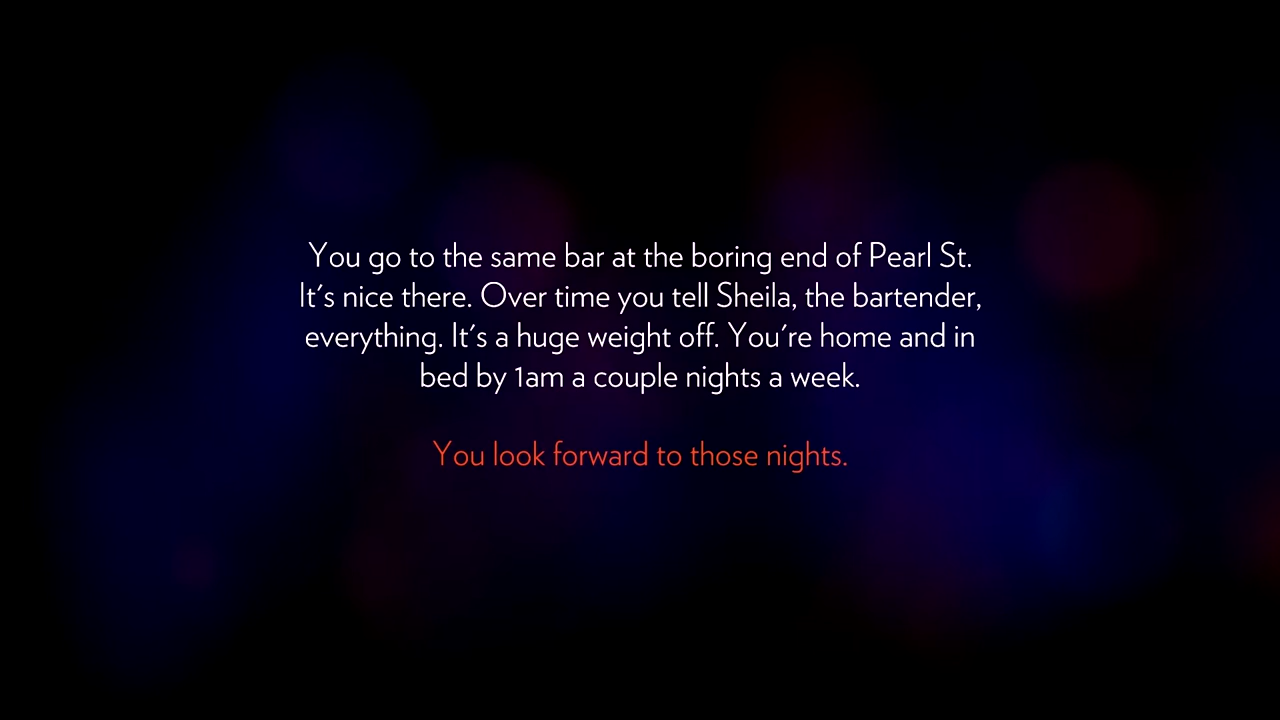 You go to the same bar at the boring end of Pearl St.
It's nice there. Over time you tell Sheila, the bartender,
everything. It's a huge weight off. You're home and in
bed by 1am a couple nights a week.
You look forward to those nights.